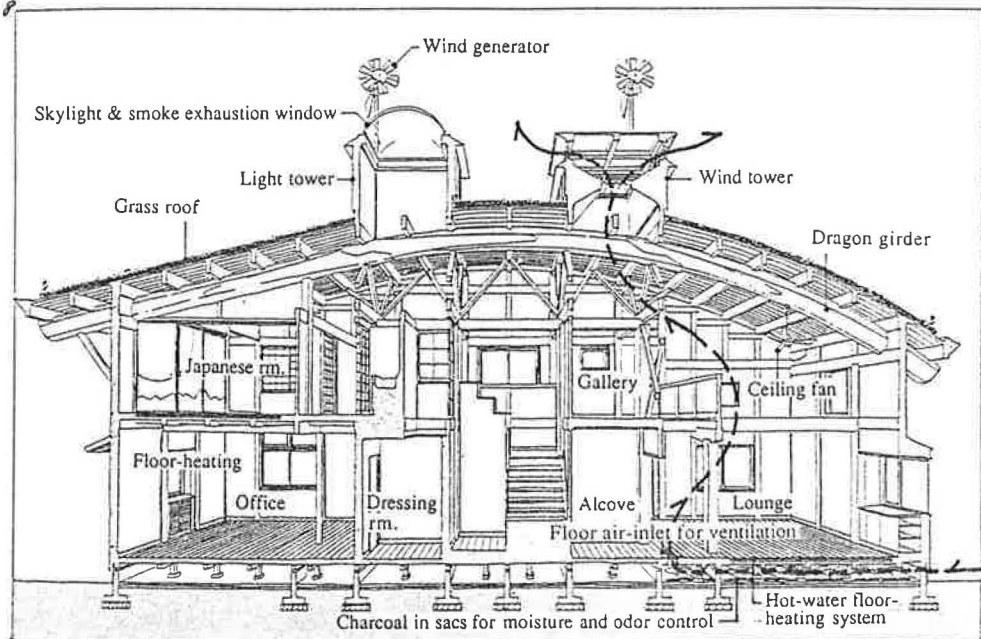 8
Wind generator
Skylight & smoke exhaustion window
Light tower
Wind tower
Grass roof
Dragon girder
Japanese rm.
Gallery
Ceiling fan
Floor-heating
Office
Dressing
rm.
Alcove
Lounge
Floor air-inlet for ventilation
Hot-water floor-
heating system
Charcoal in sacs for moisture and odor control